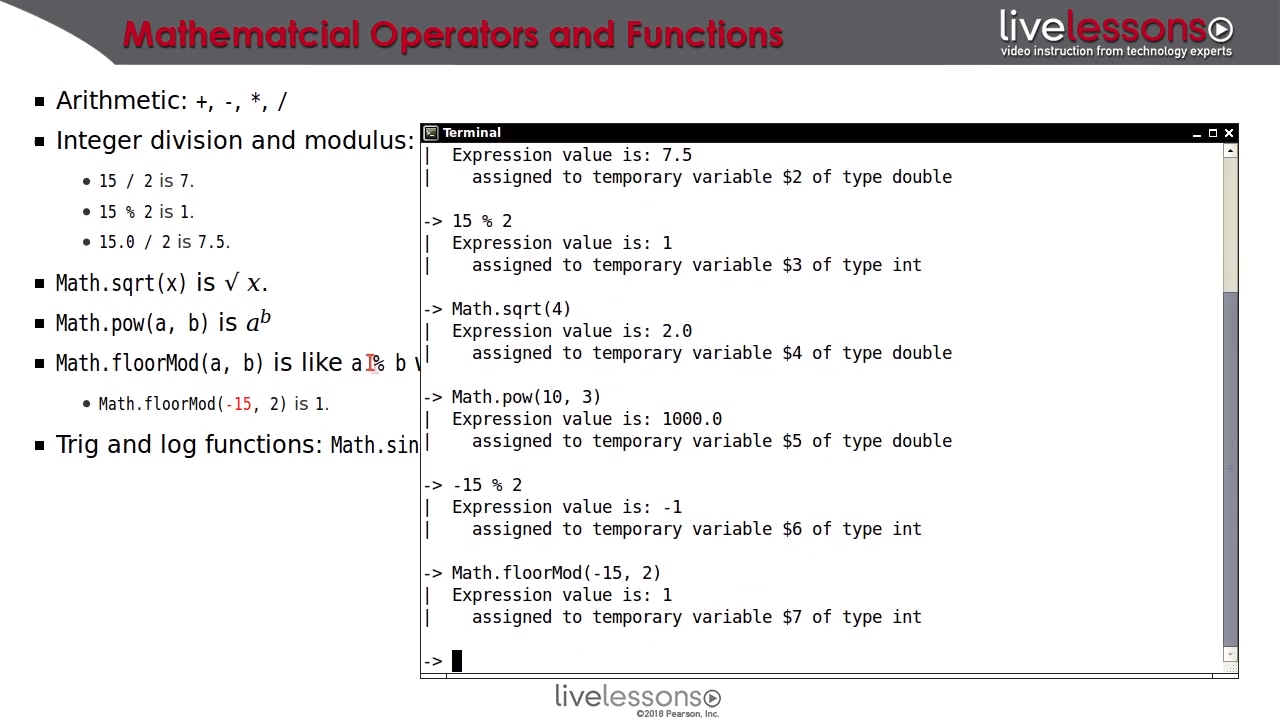 Mathematcial Operators and Functions
livelessons
video instruction from technology experts
Arithmetic: +, -, *, /
Integer division and modulus:
15 / 2 is 7.
15 % 2 is 1.
15.0 / 2 is 7.5.
Math.sqrt(x) is √ x.
Math.pow(a, b) is a^b
Math.floorMod(a, b) is like a % b
Math.floorMod(-15, 2) is 1.
Trig and log functions: Math.sin
Terminal
|  Expression value is: 7.5
|    assigned to temporary variable $2 of type double
-> 15 % 2
|  Expression value is: 1
|    assigned to temporary variable $3 of type int
-> Math.sqrt(4)
|  Expression value is: 2.0
|    assigned to temporary variable $4 of type double
-> Math.pow(10, 3)
|  Expression value is: 1000.0
|    assigned to temporary variable $5 of type double
-> -15 % 2
|  Expression value is: -1
|    assigned to temporary variable $6 of type int
-> Math.floorMod(-15, 2)
|  Expression value is: 1
|    assigned to temporary variable $7 of type int
->
livelessons
©2018 Pearson, Inc.